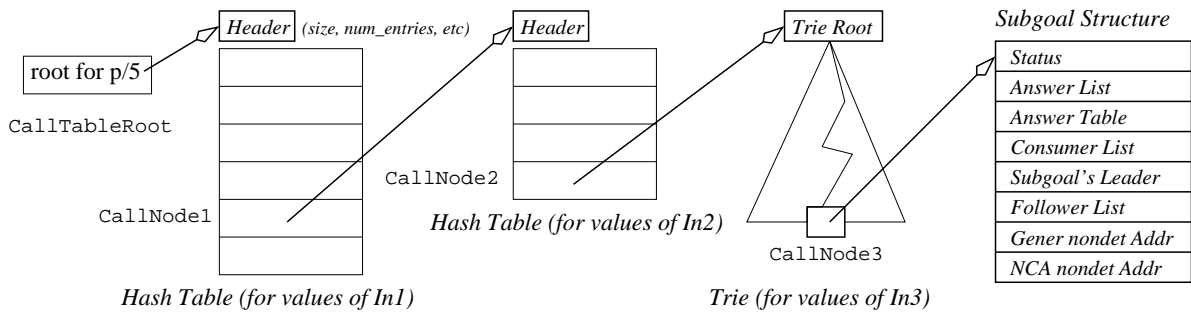 Header
(size, num_entries, etc)
Header
Trie Root
Subgoal Structure
root for p/5
CallTableRoot
CallNode1
CallNode2
CallNode3
Hash Table (for values of In1)
Hash Table (for values of In2)
Trie (for values of In3)
Status
Answer List
Answer Table
Consumer List
Subgoal's Leader
Follower List
Gener nondet Addr
NCA nondet Addr